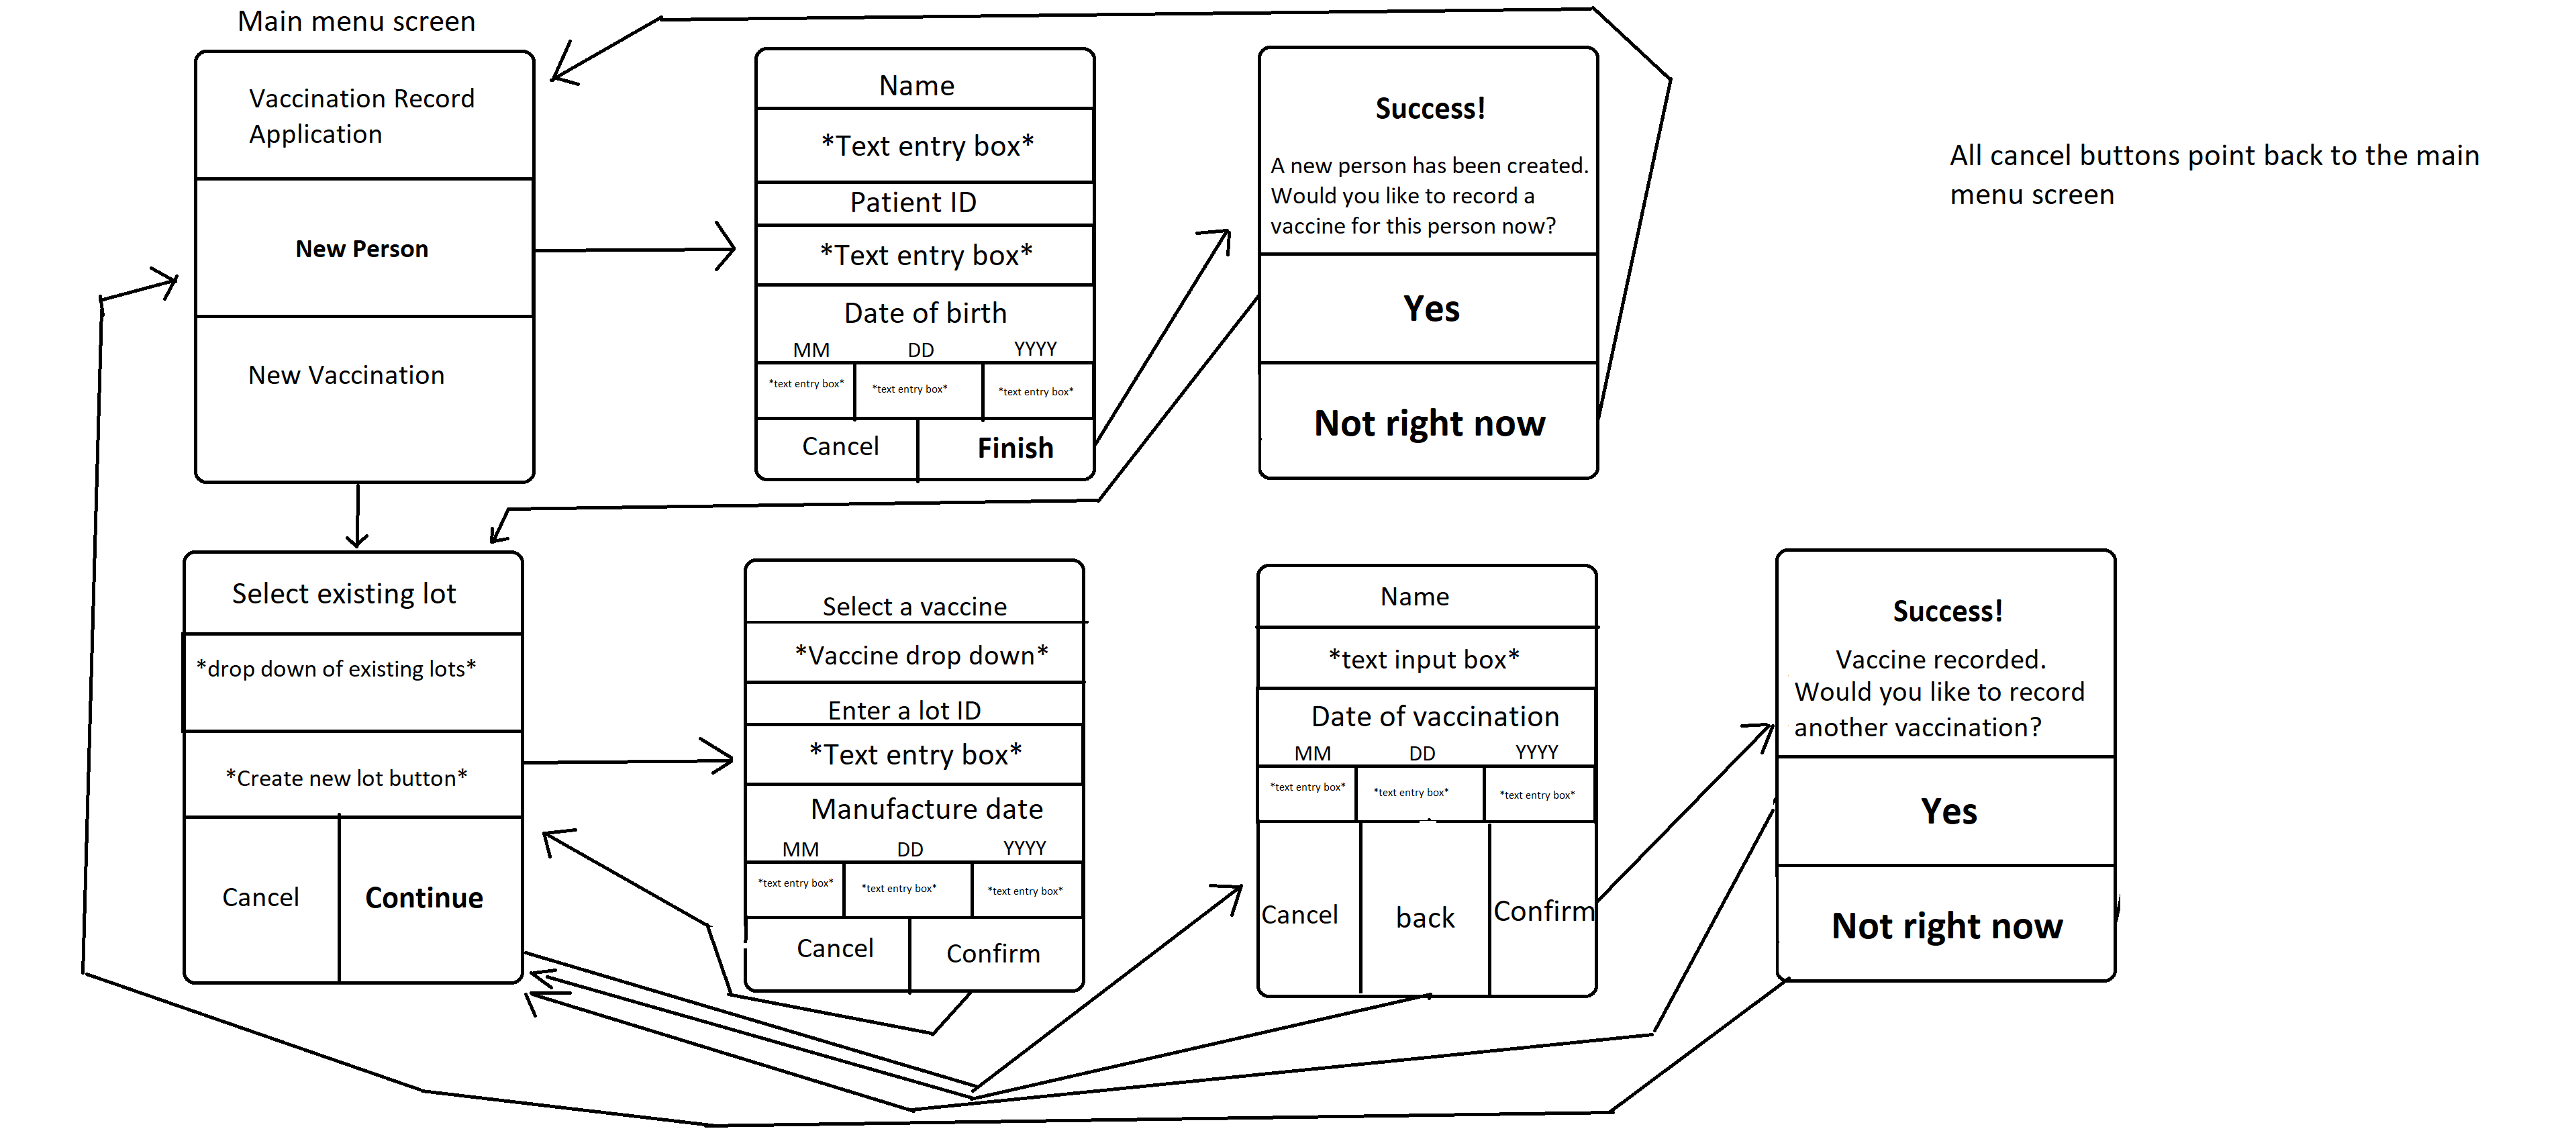 Main menu screen
Vaccination Record
Application
New Person
New Vaccination
Name
*Text entry box*
Patient ID
*Text entry box*
Date of birth
MM DD YYYY
*text entry box* *text entry box* *text entry box*
Cancel Finish
Success!
A new person has been created.
Would you like to record a
vaccine for this person now?
Yes
Not right now
All cancel buttons point back to the main
menu screen
Select existing lot
*drop down of existing lots*
*Create new lot button*
Cancel Continue
Select a vaccine
*Vaccine drop down*
Enter a lot ID
*Text entry box*
Manufacture date
MM DD YYYY
*text entry box* *text entry box* *text entry box*
Cancel Confirm
Name
*text input box*
Date of vaccination
MM DD YYYY
*text entry box* *text entry box* *text entry box*
Cancel back Confirm
Success!
Vaccine recorded.
Would you like to record
another vaccination?
Yes
Not right now